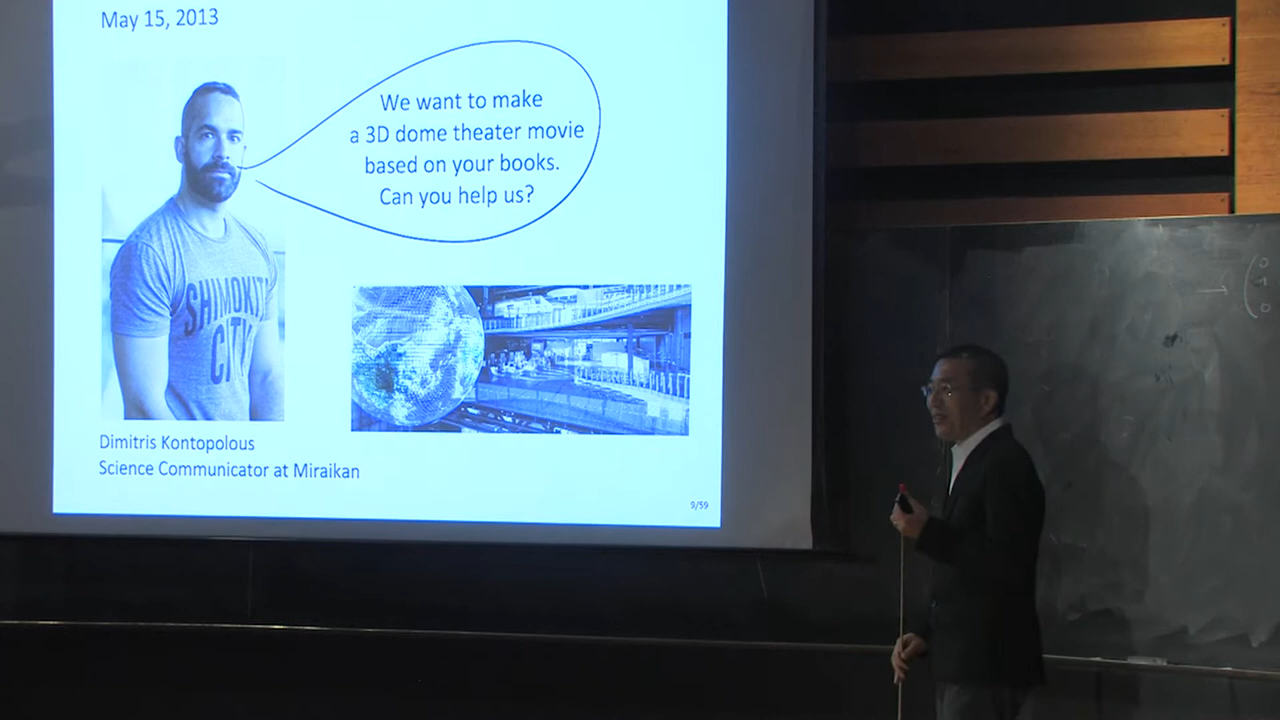 May 15, 2013
We want to make
a 3D dome theater movie
based on your books.
Can you help us?
SHIMOKIT
CITY
Dimitris Kontopolous
Science Communicator at Miraikan
9/59